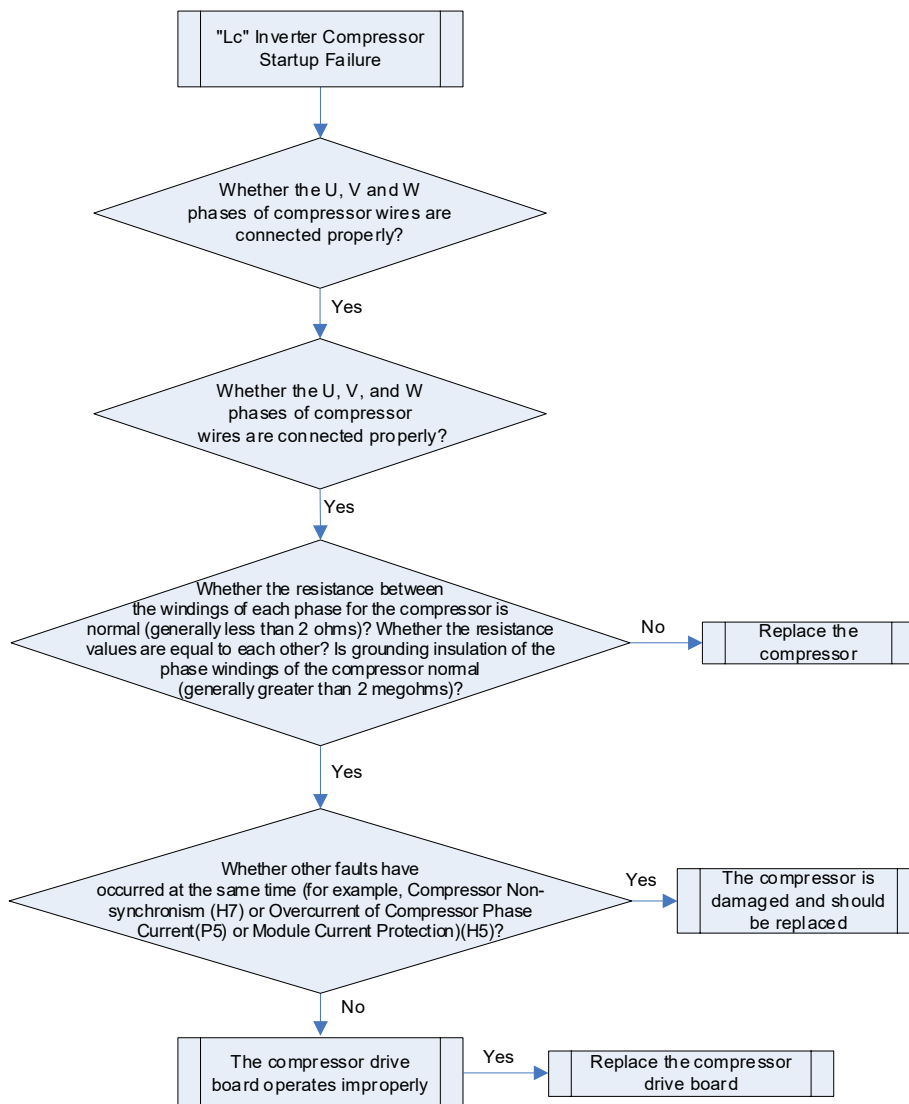 "Lc" Inverter Compressor
Startup Failure
Whether the U, V and W
phases of compressor wires are
connected properly?
Yes
Whether the U, V, and W
phases of compressor
wires are connected properly?
Yes
Whether the resistance between
the windings of each phase for the compressor is
normal (generally less than 2 ohms)? Whether the resistance
values are equal to each other? Is grounding insulation of the
phase windings of the compressor normal
(generally greater than 2 megohms)?
No
Replace the
compressor
Yes
Whether other faults have
occurred at the same time (for example, Compressor Non-
synchronism (H7) or Overcurrent of Compressor Phase
Current(P5) or Module Current Protection)(H5)?
Yes
The compressor is
damaged and should
be replaced
No
The compressor drive
board operates improperly
Yes
Replace the compressor
drive board